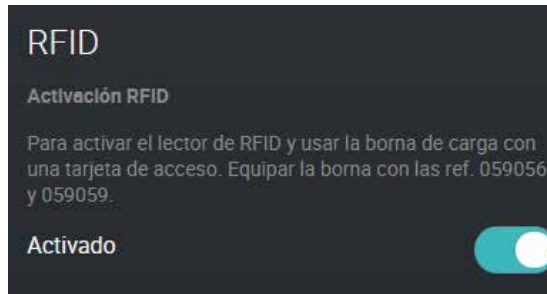 RFID
Activación RFID
Para activar el lector de RFID y usar la borna de carga con
una tarjeta de acceso. Equipar la borna con las ref. 059056
y 059059.
Activado